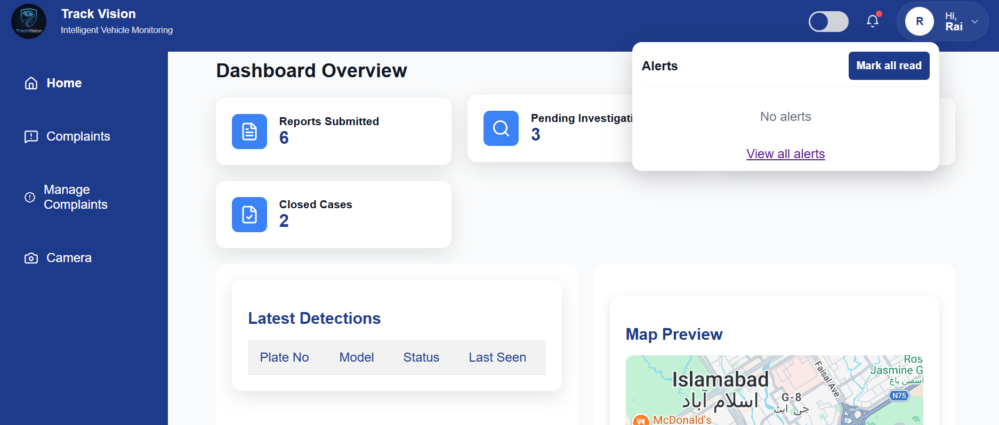 TrackVision
Track Vision
Intelligent Vehicle Monitoring
R
Hi,
Rai
Home
Complaints
Manage
Complaints
Camera
Dashboard Overview
Reports Submitted
6
Pending Investigati
3
Closed Cases
2
Alerts
Mark all read
No alerts
View all alerts
Latest Detections
Plate No Model Status Last Seen
Map Preview
Islamabad
اسلام آباد
Faisal Ave
Ros
Jasmine G
یاسمین باغ
N75
G-8
جی ایٹ
McDonald's